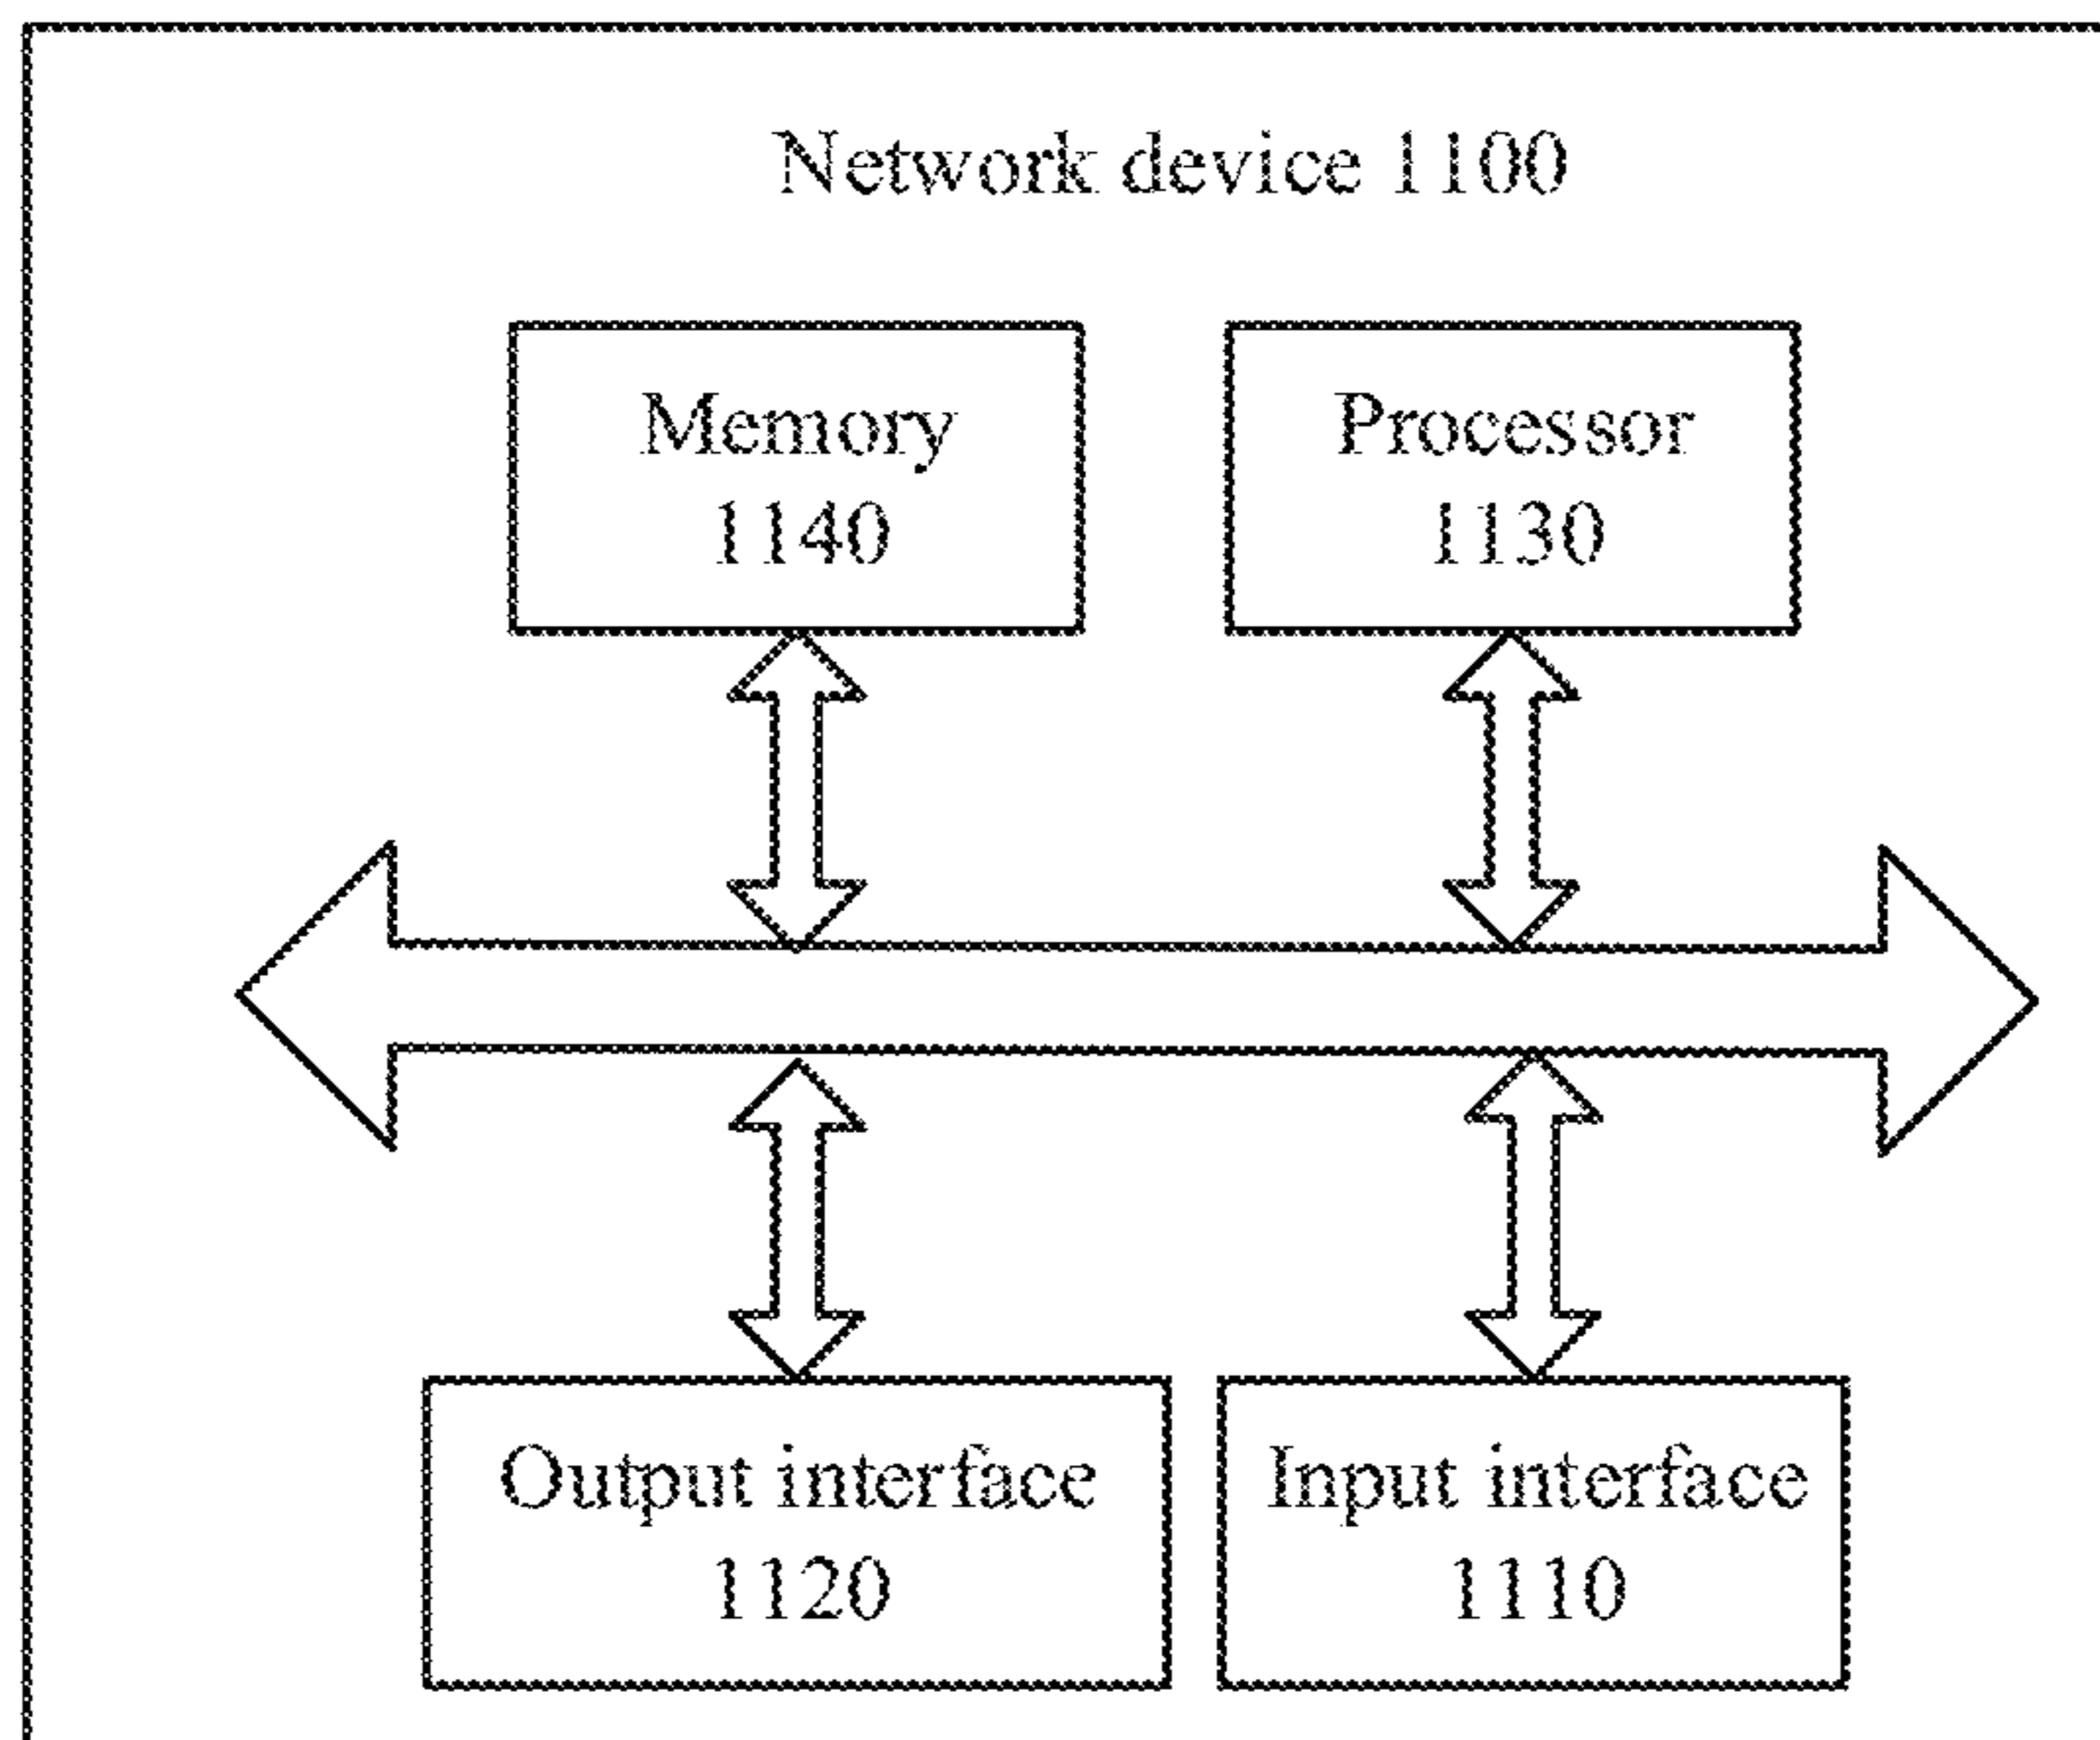 Network device 1100
Memory
1140
Processor
1130
Output interface
1120
Input interface
1110